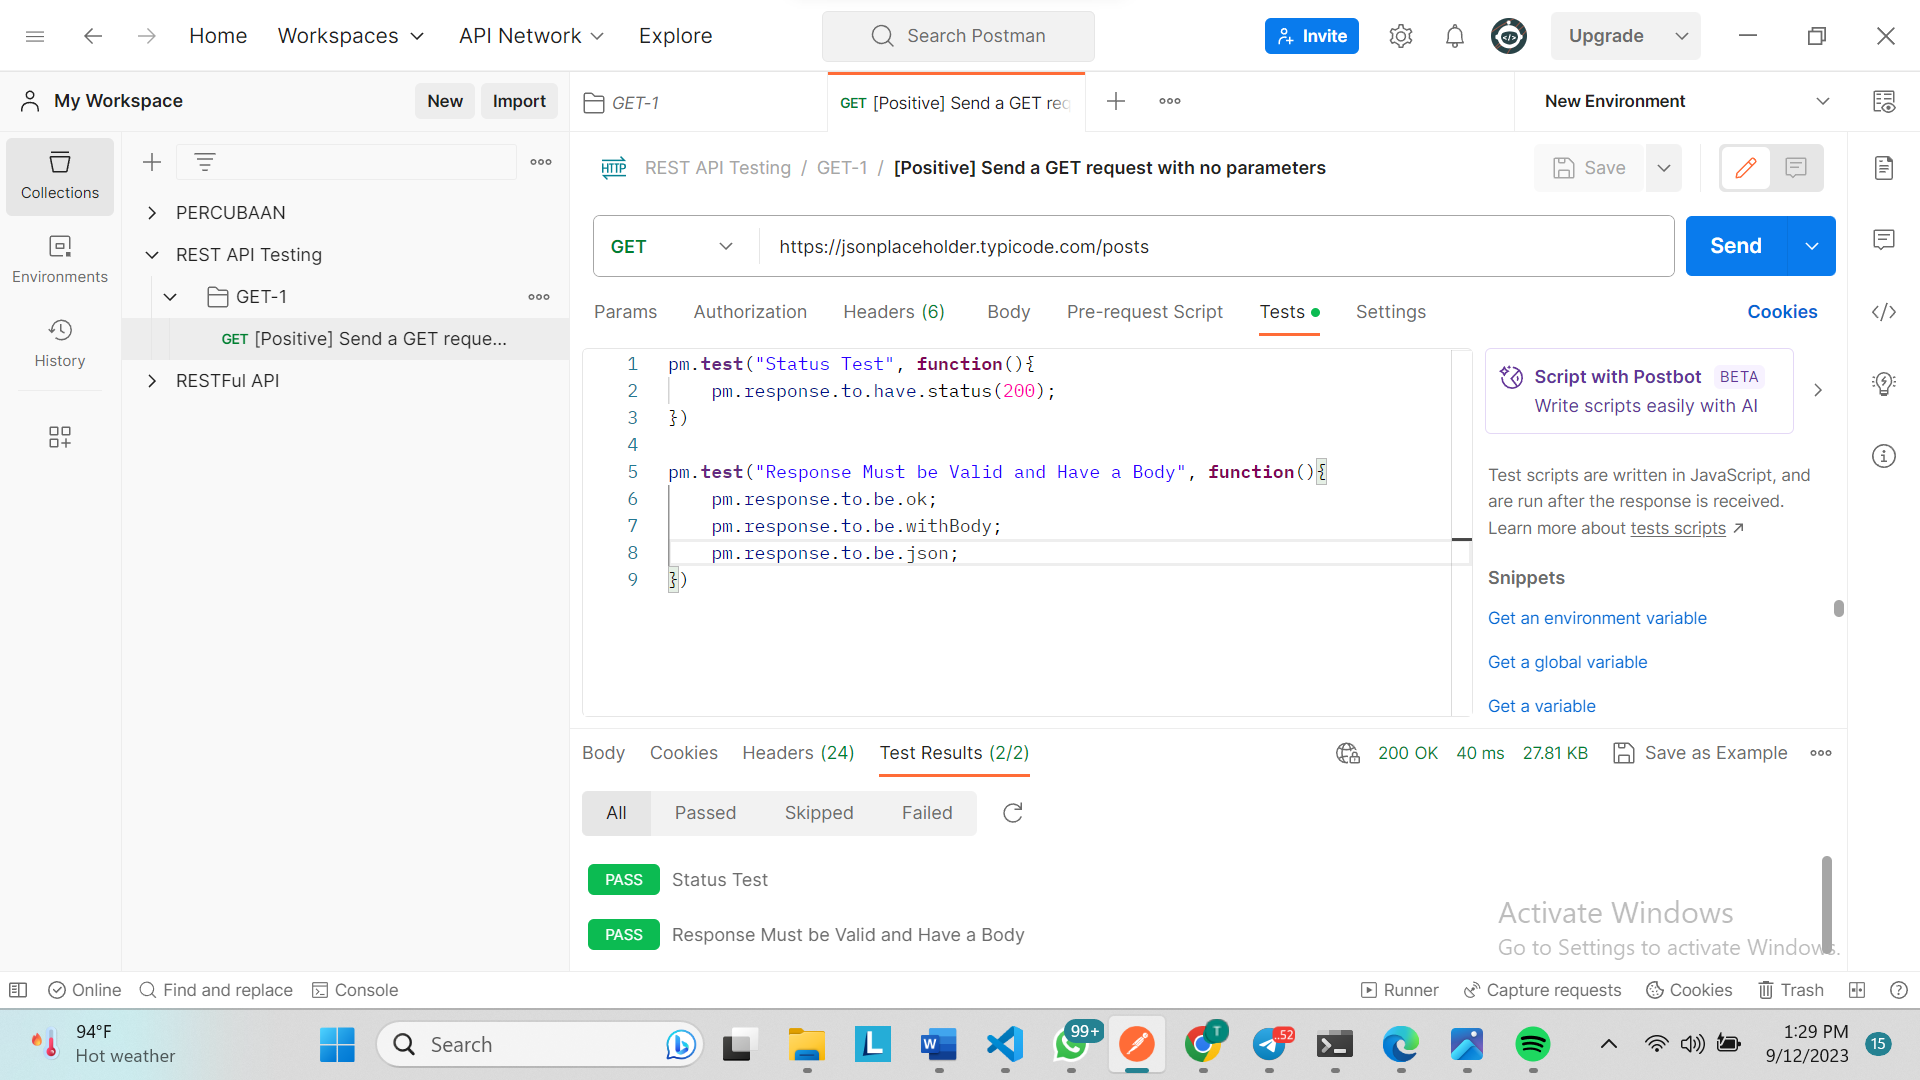 Home Workspaces API Network Explore Search Postman Invite Upgrade
My Workspace New Import GET-1 GET [Positive] Send a GET req New Environment
Collections
Environments
History
PERCUBAAN
REST API Testing
GET-1
GET [Positive] Send a GET reque...
RESTFul API
HTTP REST API Testing / GET-1 / [Positive] Send a GET request with no parameters Save
GET https://jsonplaceholder.typicode.com/posts Send
Params Authorization Headers (6) Body Pre-request Script Tests Settings Cookies
1 pm.test("Status Test", function(){
2 pm.response.to.have.status(200);
3 })
4
5 pm.test("Response Must be Valid and Have a Body", function(){
6 pm.response.to.be.ok;
7 pm.response.to.be.withBody;
8 pm.response.to.be.json;
9 })
Script with Postbot BETA
Write scripts easily with AI
Test scripts are written in JavaScript, and
are run after the response is received.
Learn more about tests scripts
Snippets
Get an environment variable
Get a global variable
Get a variable
Body Cookies Headers (24) Test Results (2/2) 200 OK 40 ms 27.81 KB Save as Example
All Passed Skipped Failed
PASS Status Test
PASS Response Must be Valid and Have a Body
Activate Windows
Go to Settings to activate Windows.
Online Find and replace Console Runner Capture requests Cookies Trash
94°F
Hot weather
Search
L
W
99+
T
52
1:29 PM
9/12/2023
15